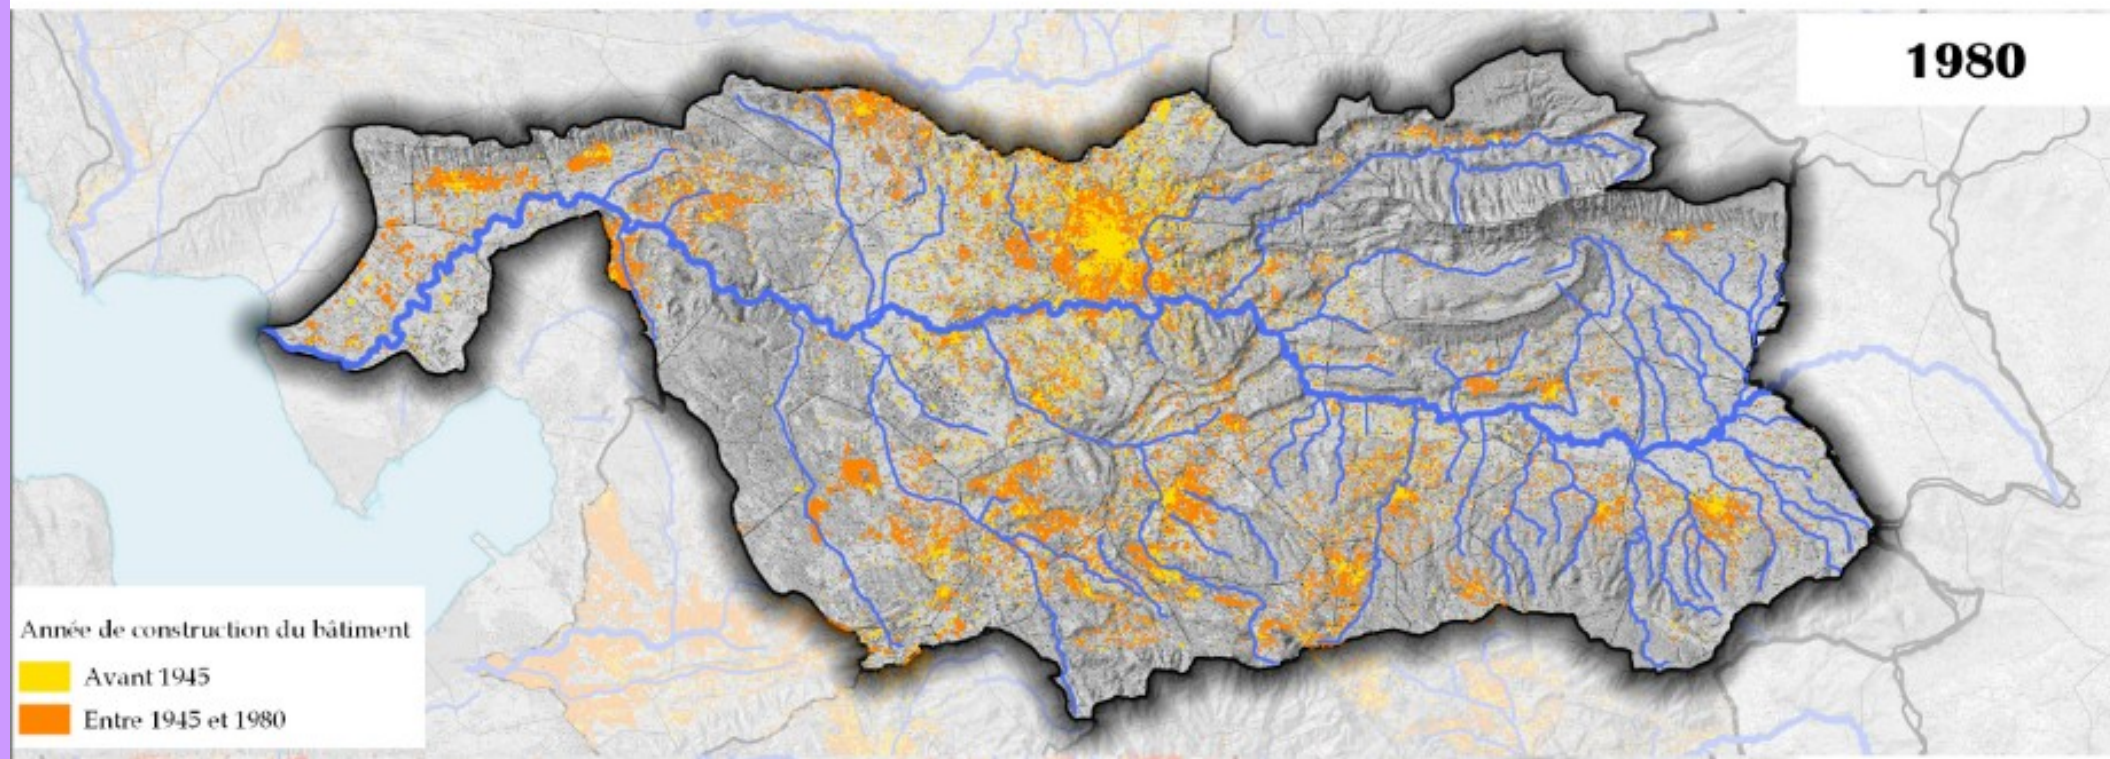 1980
Année de construction du bâtiment
Avant 1945
Entre 1945 et 1980